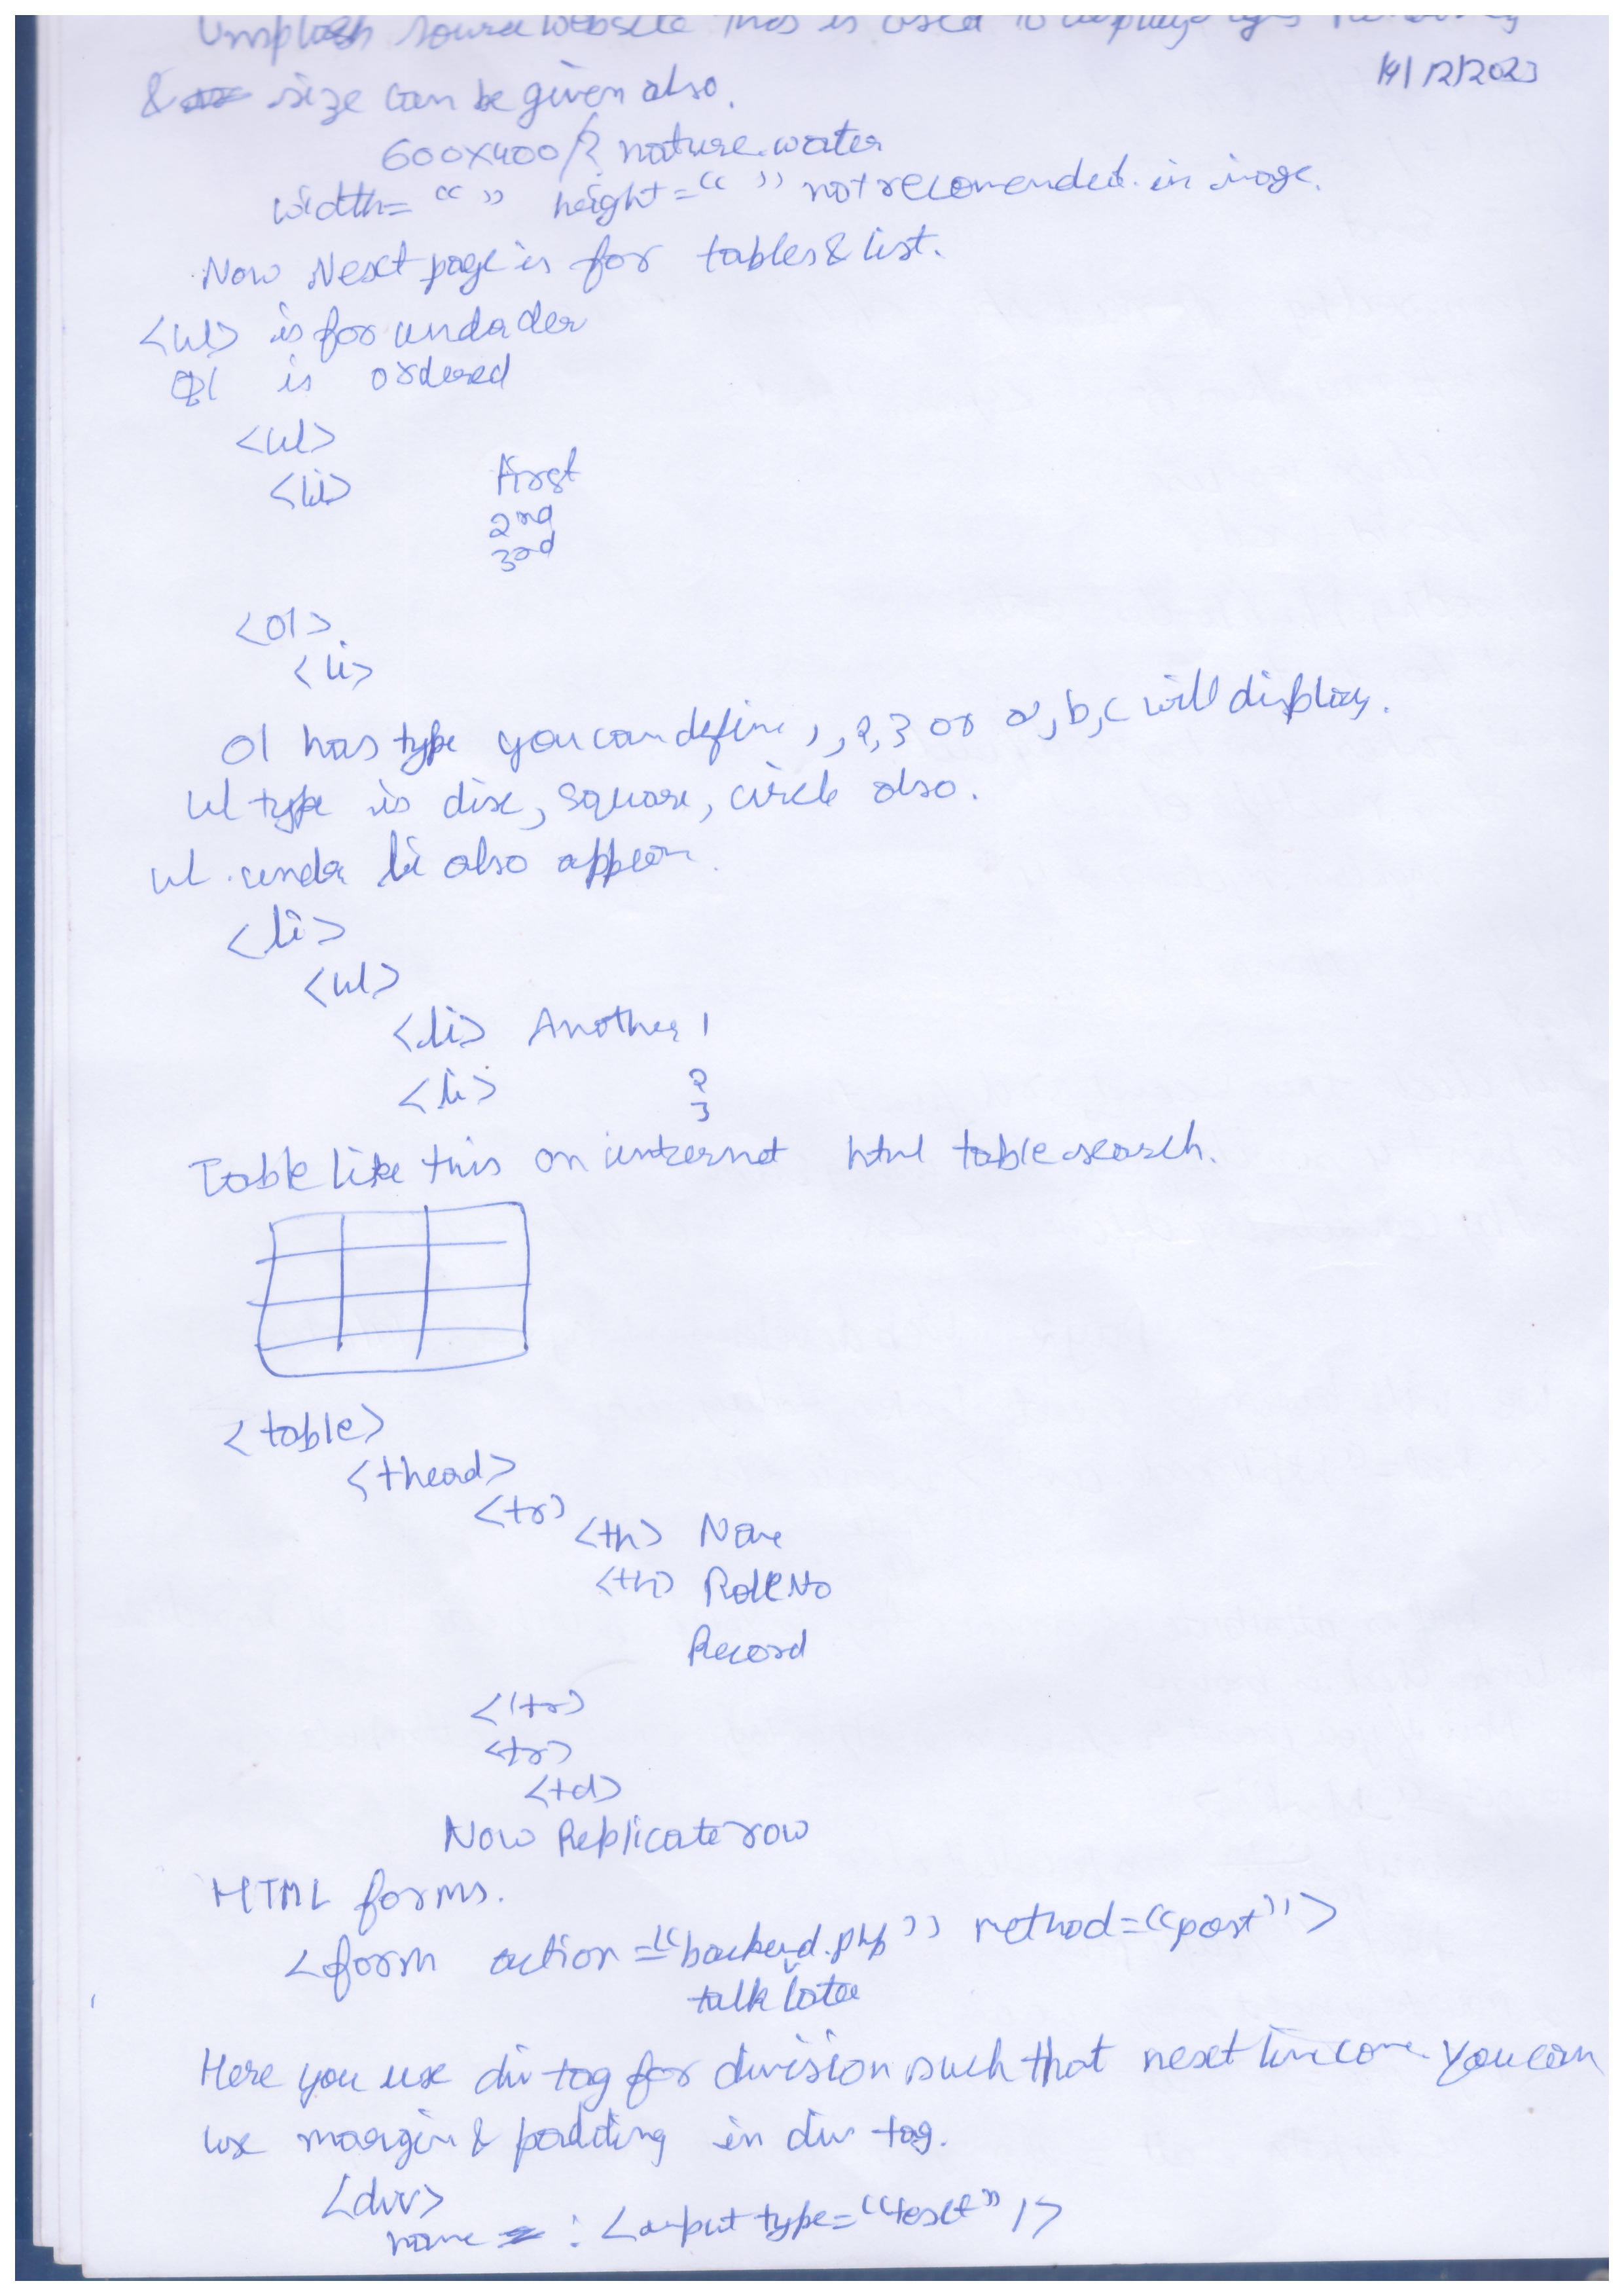 Unsplash source website this is used to display
14/12/2023
& size can be given also.
600x400/? nature.water
width= “ ” height = “ ” not recomended in image.
Now Next page is for tables & list.
<ul> is for undader
Ol is ordered
<ul>
<li> First
2nd
3rd
<ol>
<li>
Ol has type you can define 1,2,3 or a,b,c will display.
Ul type is disc, square, circle also.
ul under li also appear.
<li>
<ul>
<li> Another 1
<li> 2
3
Table like this on internet html table search.
<table>
<thead>
<tr>
<th> Name
<th> Roll No
Record
</tr>
<tr>
<td>
Now Replicate row
HTML forms.
<form action = “backend.php” method = “post”>
talk later
Here you use div tag for division such that next line come. You can
use margin & padding in div tag.
<div>
name : <input type = “text” />